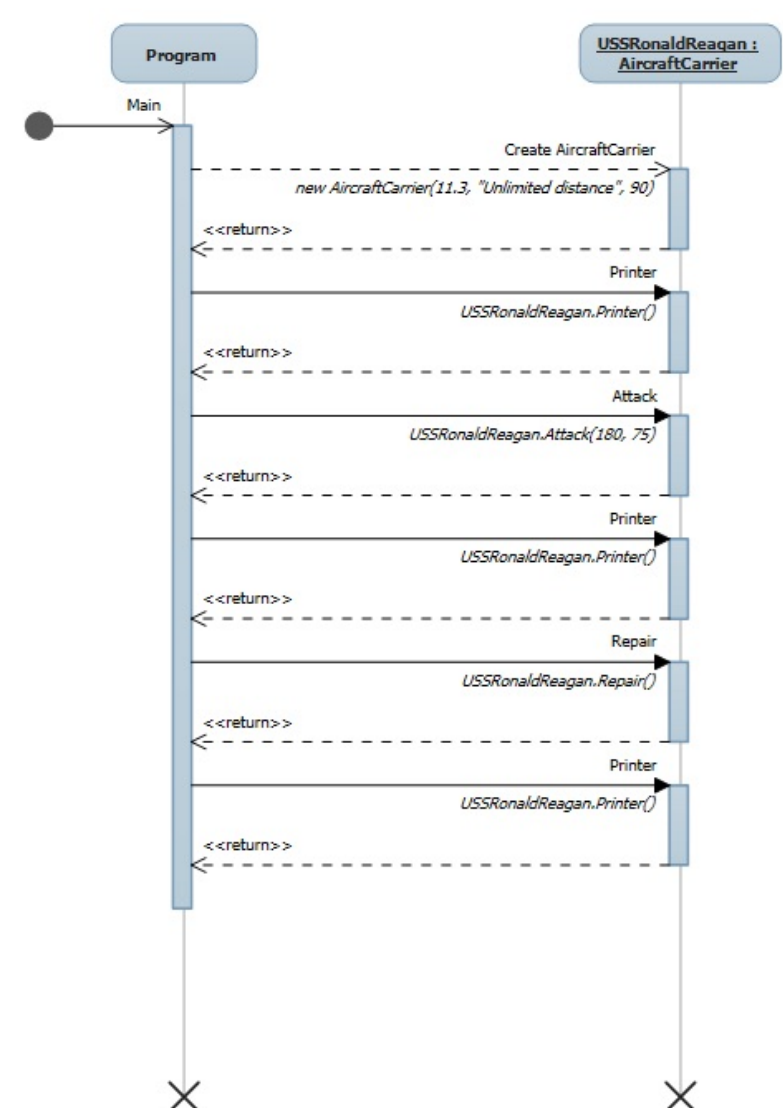 Program
USSRonaldReagan :
AircraftCarrier
Main
Create AircraftCarrier
new AircraftCarrier(11.3, "Unlimited distance", 90)
<<return>>
Printer
USSRonaldReagan.Printer()
<<return>>
Attack
USSRonaldReagan.Attack(180, 75)
<<return>>
Printer
USSRonaldReagan.Printer()
<<return>>
Repair
USSRonaldReagan.Repair()
<<return>>
Printer
USSRonaldReagan.Printer()
<<return>>